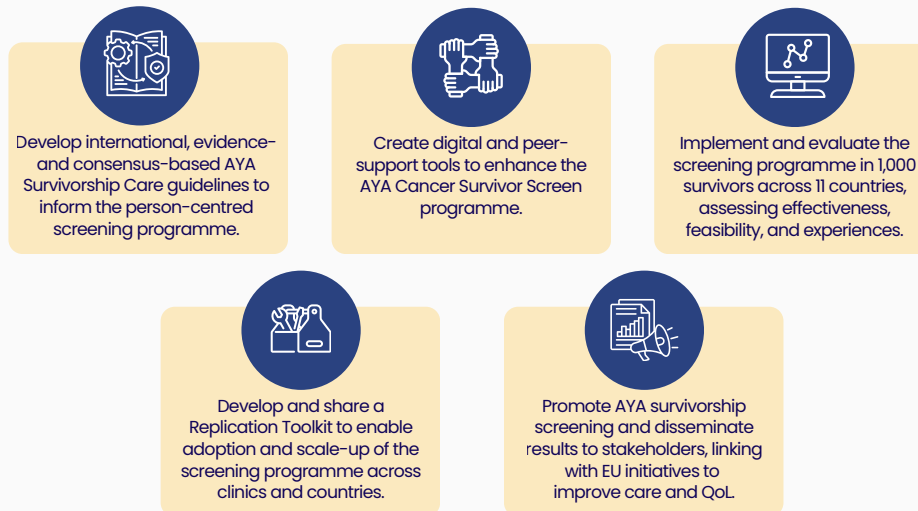 Develop international, evidence-
and consensus-based AYA
Survivorship Care guidelines to
inform the person-centred
screening programme.
Create digital and peer-
support tools to enhance the
AYA Cancer Survivor Screen
programme.
Implement and evaluate the
screening programme in 1,000
survivors across 11 countries,
assessing effectiveness,
feasibility, and experiences.
Develop and share a
Replication Toolkit to enable
adoption and scale-up of the
screening programme across
clinics and countries.
Promote AYA survivorship
screening and disseminate
results to stakeholders, linking
with EU initiatives to
improve care and QoL.